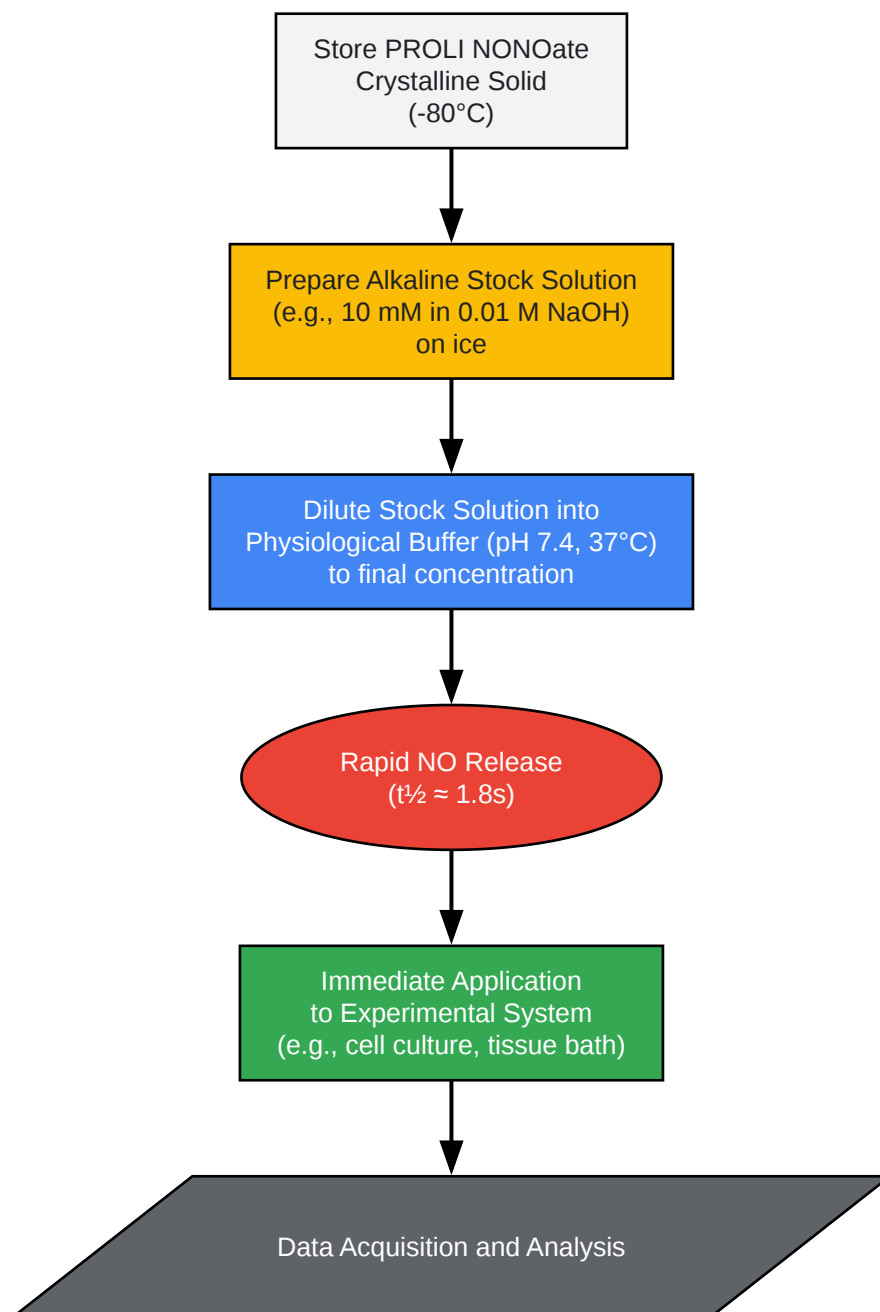 Store PROLI NONOate
Crystalline Solid
(-80°C)
Prepare Alkaline Stock Solution
(e.g., 10 mM in 0.01 M NaOH)
on ice
Dilute Stock Solution into
Physiological Buffer (pH 7.4, 37°C)
to final concentration
Rapid NO Release
(t½ ≈ 1.8s)
Immediate Application
to Experimental System
(e.g., cell culture, tissue bath)
Data Acquisition and Analysis